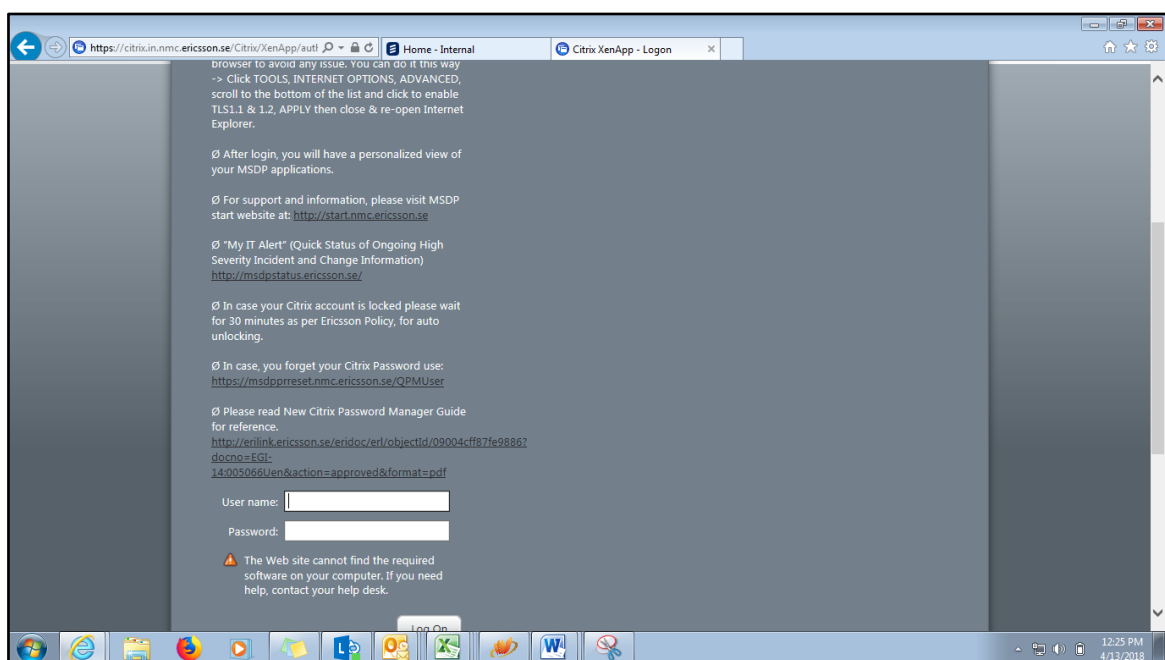 https://citrix.in.nmc.ericsson.se/Citrix/XenApp/autl
Home - Internal
Citrix XenApp - Logon
browser to avoid any issue. You can do it this way
-> Click TOOLS, INTERNET OPTIONS, ADVANCED,
scroll to the bottom of the list and click to enable
TLS1.1 & 1.2, APPLY then close & re-open Internet
Explorer.
Ø After login, you will have a personalized view of
your MSDP applications.
Ø For support and information, please visit MSDP
start website at: http://start.nmc.ericsson.se
Ø "My IT Alert" (Quick Status of Ongoing High
Severity Incident and Change Information)
http://msdpstatus.ericsson.se/
Ø In case your Citrix account is locked please wait
for 30 minutes as per Ericsson Policy, for auto
unlocking.
Ø In case, you forget your Citrix Password use:
https://msdpprreset.nmc.ericsson.se/QPMUser
Ø Please read New Citrix Password Manager Guide
for reference.
http://erilink.ericsson.se/eridoc/erl/objectId/09004cff87fe9886?
docno=EGI-
14:005066Uen&action=approved&format=pdf
User name:
Password:
The Web site cannot find the required
software on your computer. If you need
help, contact your help desk.
Log On
12:25 PM
4/13/2018